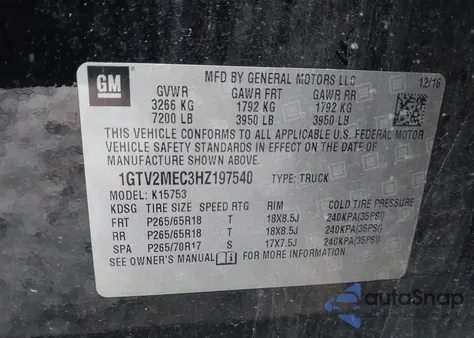 GM
MFD BY GENERAL MOTORS LLC
12/16
GVWR GAWR FRT GAWR RR
3266 KG 1792 KG 1792 KG
7200 LB 3950 LB 3950 LB
THIS VEHICLE CONFORMS TO ALL APPLICABLE U.S. FEDERAL MOTOR
VEHICLE SAFETY STANDARDS IN EFFECT ON THE DATE OF
MANUFACTURE SHOWN ABOVE.
1GTV2MEC3HZ197540 TYPE: TRUCK
MODEL: K15753
KDSG TIRE SIZE SPEED RTG RIM COLD TIRE PRESSURE
FRT P265/65R18 T 18X8.5J 240KPA(35PSI)
RR P265/65R18 T 18X8.5J 240KPA(35PSI)
SPA P265/70R17 S 17X7.5J 240KPA(35PSI)
SEE OWNER'S MANUAL FOR MORE INFORMATION.
autoSnap